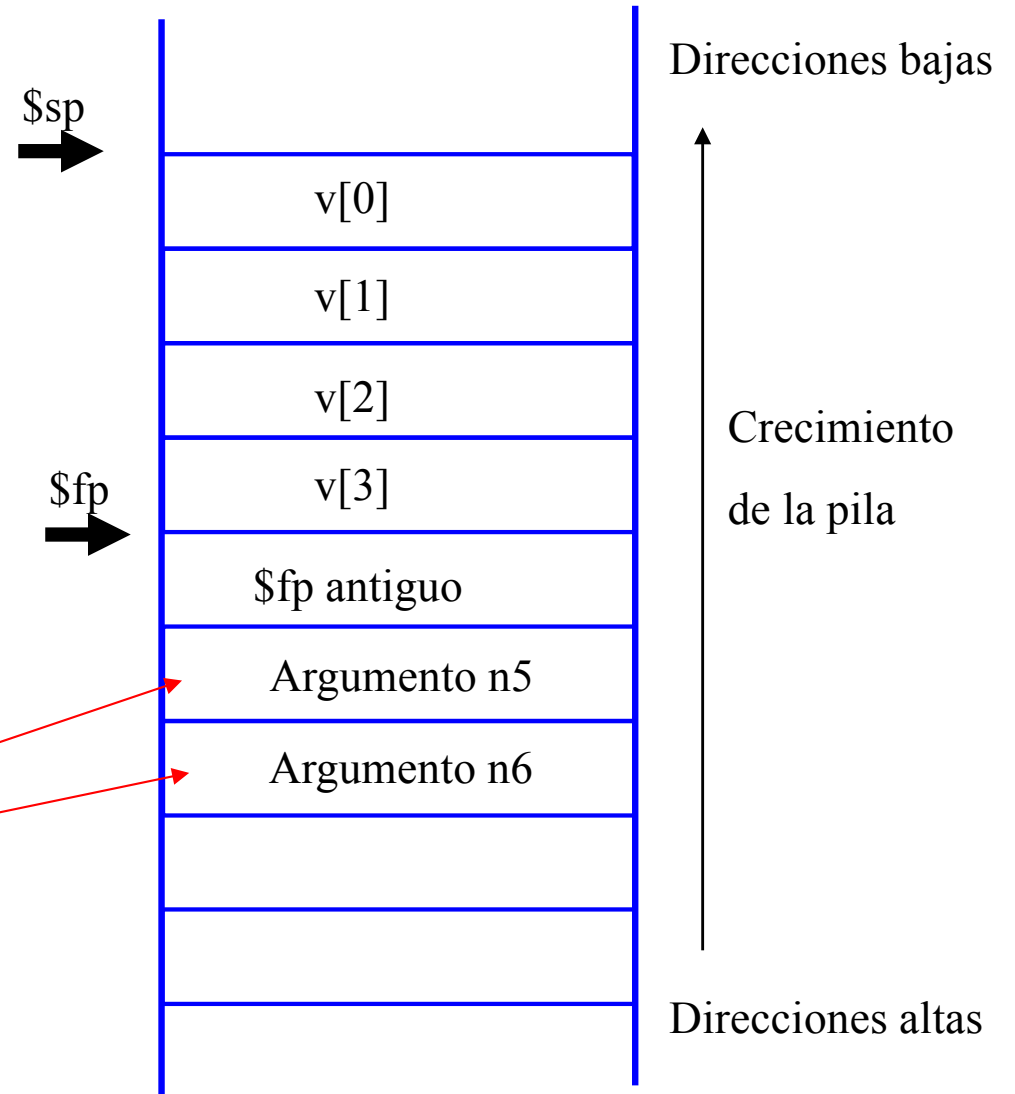 Direcciones bajas
$sp
v[0]
v[1]
v[2]
Crecimiento
$fp
v[3]
de la pila
$fp antiguo
Argumento n5
Argumento n6
Direcciones altas